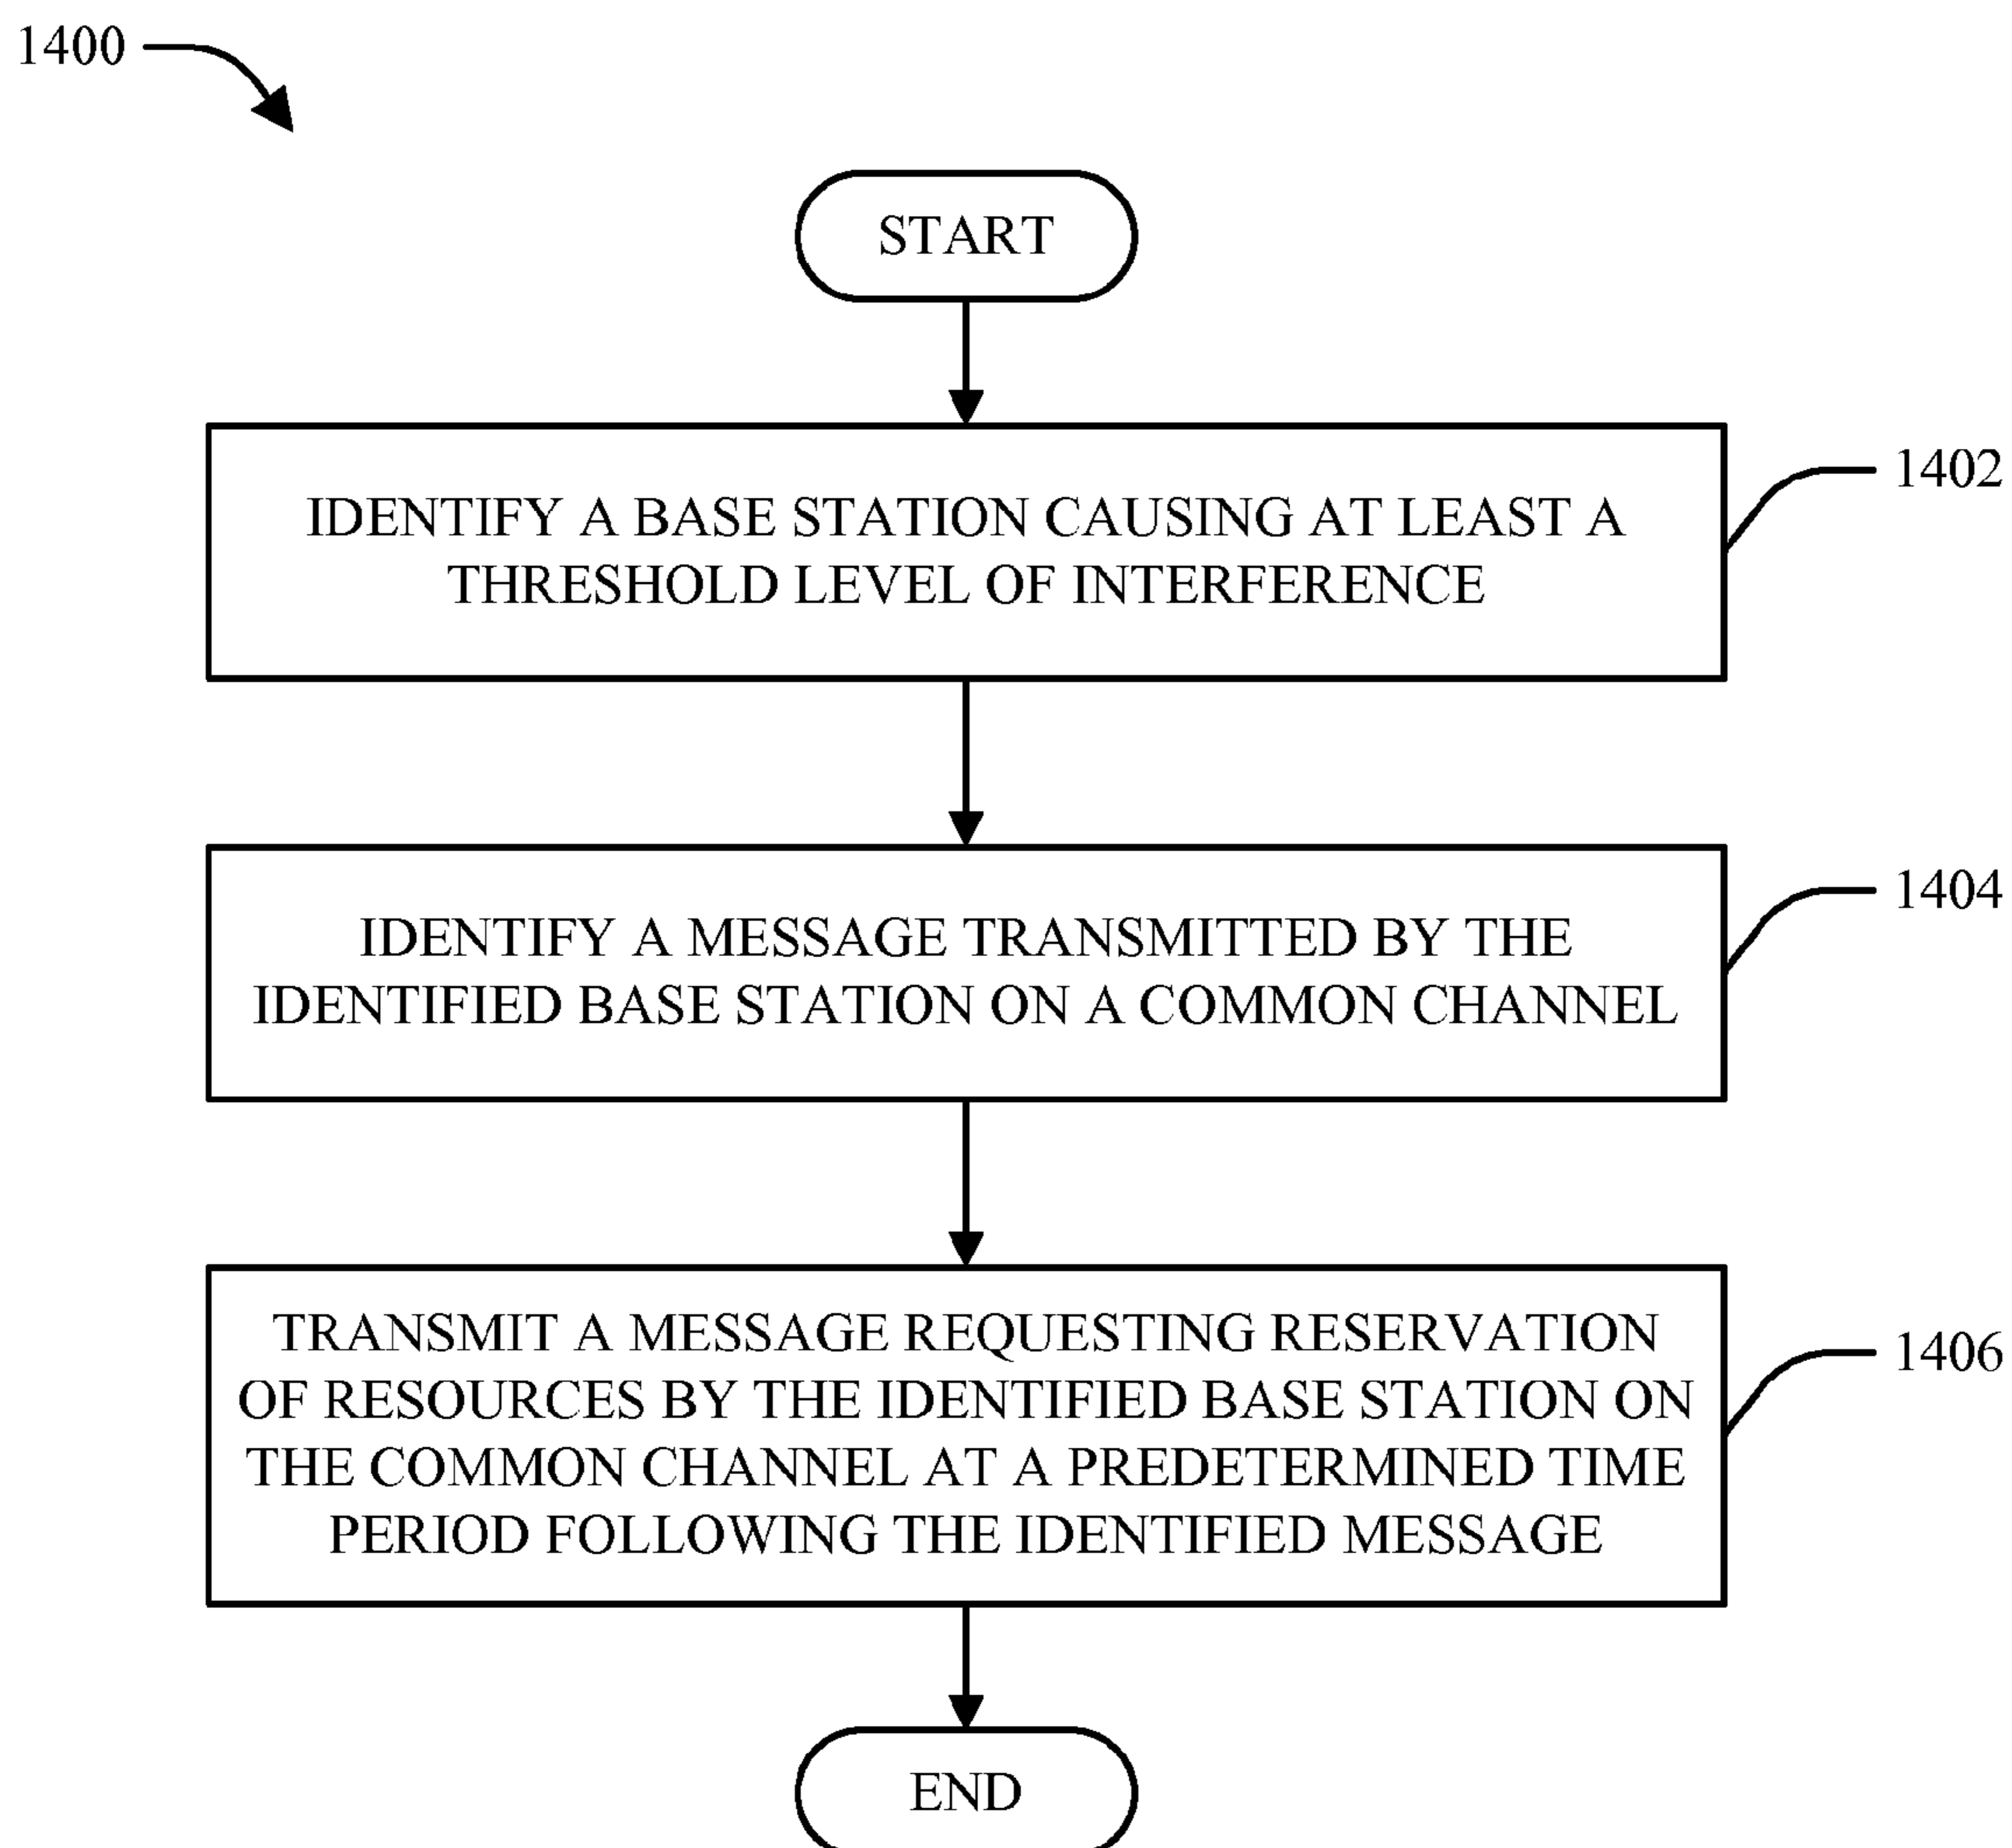 1400
START
IDENTIFY A BASE STATION CAUSING AT LEAST A
THRESHOLD LEVEL OF INTERFERENCE
1402
IDENTIFY A MESSAGE TRANSMITTED BY THE
IDENTIFIED BASE STATION ON A COMMON CHANNEL
1404
TRANSMIT A MESSAGE REQUESTING RESERVATION
OF RESOURCES BY THE IDENTIFIED BASE STATION ON
THE COMMON CHANNEL AT A PREDETERMINED TIME
PERIOD FOLLOWING THE IDENTIFIED MESSAGE
1406
END